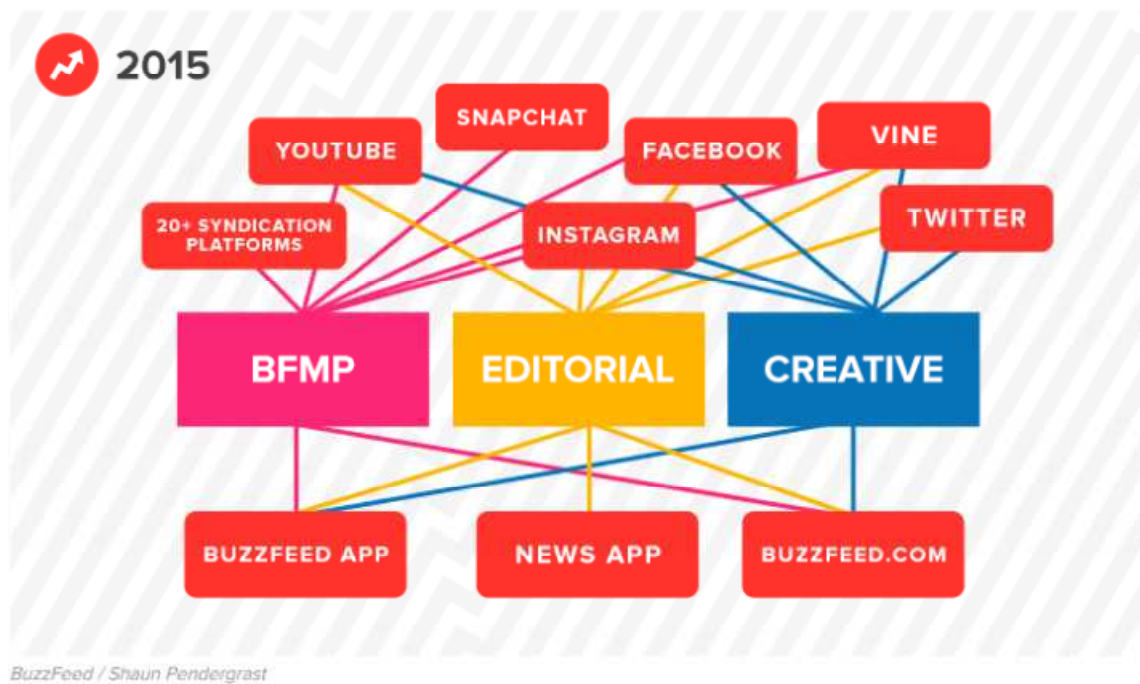 2015
SNAPCHAT
YOUTUBE
FACEBOOK
VINE
20+ SYNDICATION
PLATFORMS
INSTAGRAM
TWITTER
BFMP
EDITORIAL
CREATIVE
BUZZFEED APP
NEWS APP
BUZZFEED.COM
BuzzFeed / Shaun Pendergrast